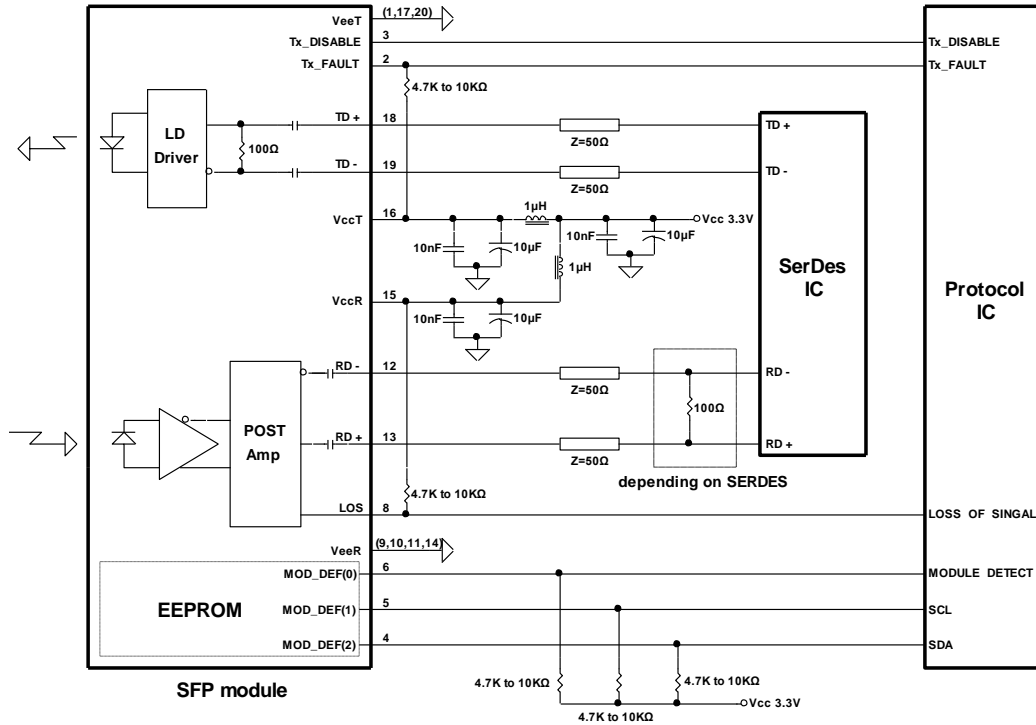 VeeT (1,17,20)
Tx_DISABLE 3 Tx_DISABLE
Tx_FAULT 2 Tx_FAULT
4.7K to 10KΩ
LD
Driver
100Ω
TD + 18 Z=50Ω TD +
TD - 19 Z=50Ω TD -
VccT 16
1µH
Vcc 3.3V
10nF 10µF 10nF 10µF
1µH
SerDes
IC
Protocol
IC
VccR 15
10nF 10µF
RD - 12 Z=50Ω RD -
100Ω
POST
Amp
RD + 13 Z=50Ω RD +
depending on SERDES
4.7K to 10KΩ
LOS 8 LOSS OF SINGAL
VeeR (9,10,11,14)
EEPROM
MOD_DEF(0) 6 MODULE DETECT
MOD_DEF(1) 5 SCL
MOD_DEF(2) 4 SDA
4.7K to 10KΩ 4.7K to 10KΩ
4.7K to 10KΩ
Vcc 3.3V
SFP module